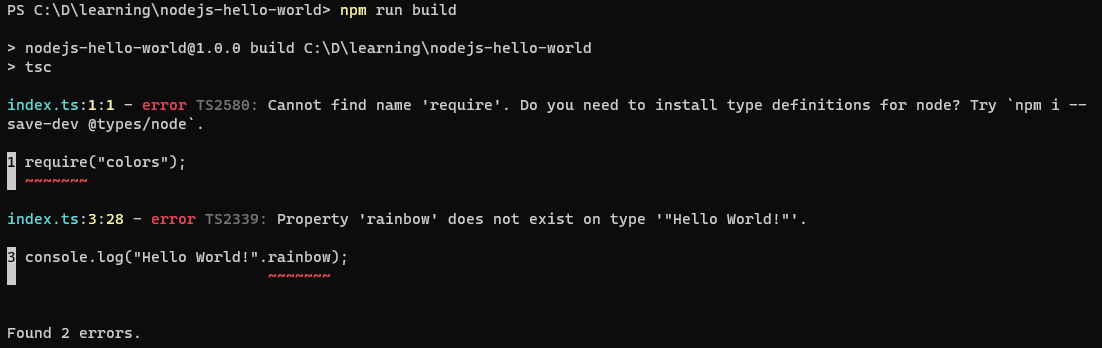 PS C:\D\learning\nodejs-hello-world> npm run build
> nodejs-hello-world@1.0.0 build C:\D\learning\nodejs-hello-world
> tsc
index.ts:1:1 - error TS2580: Cannot find name 'require'. Do you need to install type definitions for node? Try `npm i --
save-dev @types/node`.
1 require("colors");
~~~~~~~
index.ts:3:28 - error TS2339: Property 'rainbow' does not exist on type '"Hello World!"'.
3 console.log("Hello World!".rainbow);
~~~~~~~
Found 2 errors.